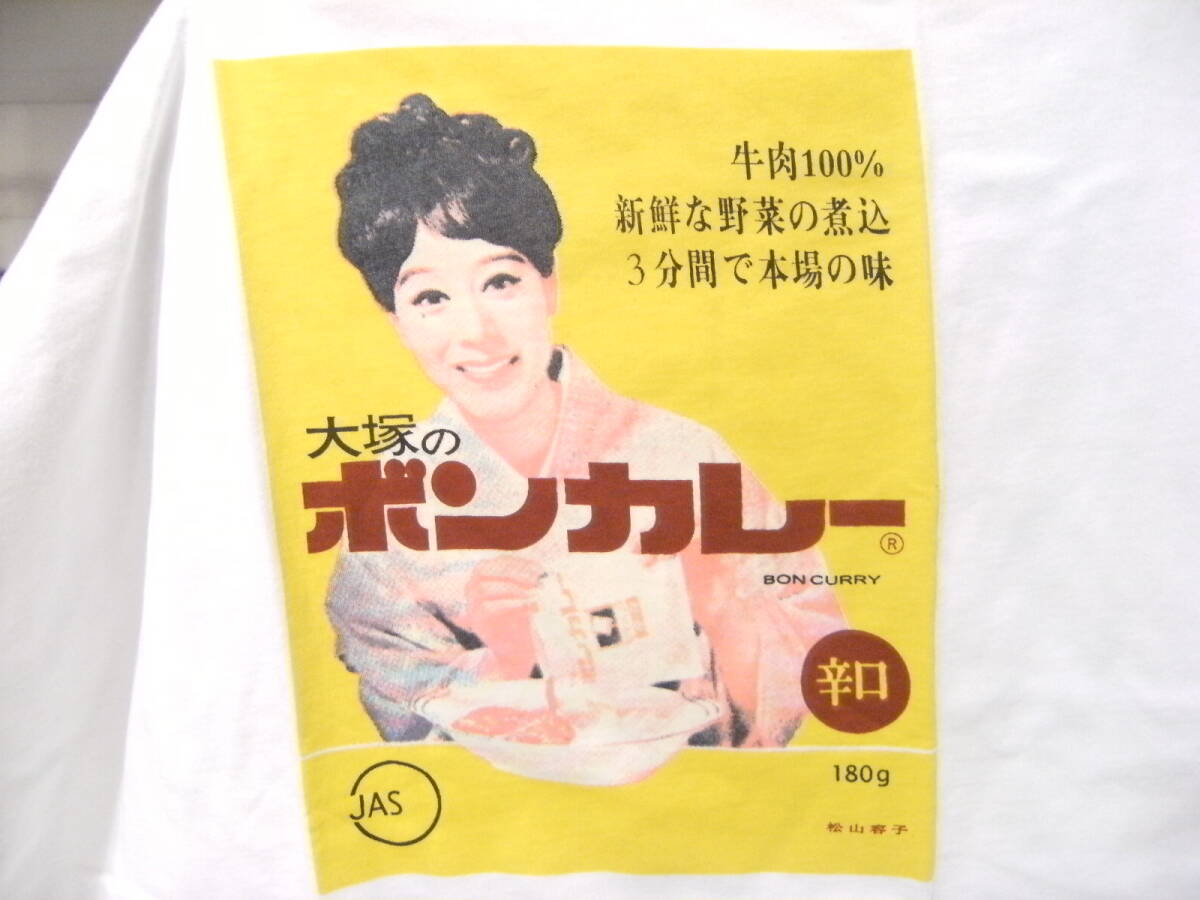 牛肉100%
新鮮な野菜の煮込
3分間で本場の味
大塚の
ボンカレー
®
BON CURRY
辛口
180g
JAS
松山容子